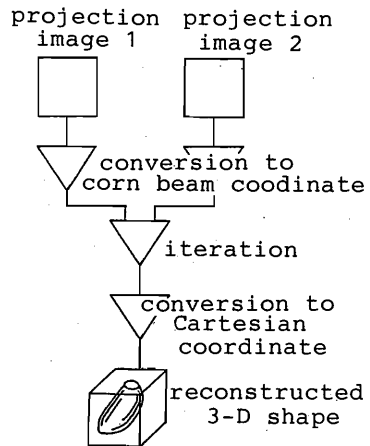 projection
image 1
projection
image 2
conversion to
corn beam coodinate
iteration
conversion to
Cartesian
coordinate
reconstructed
3-D shape